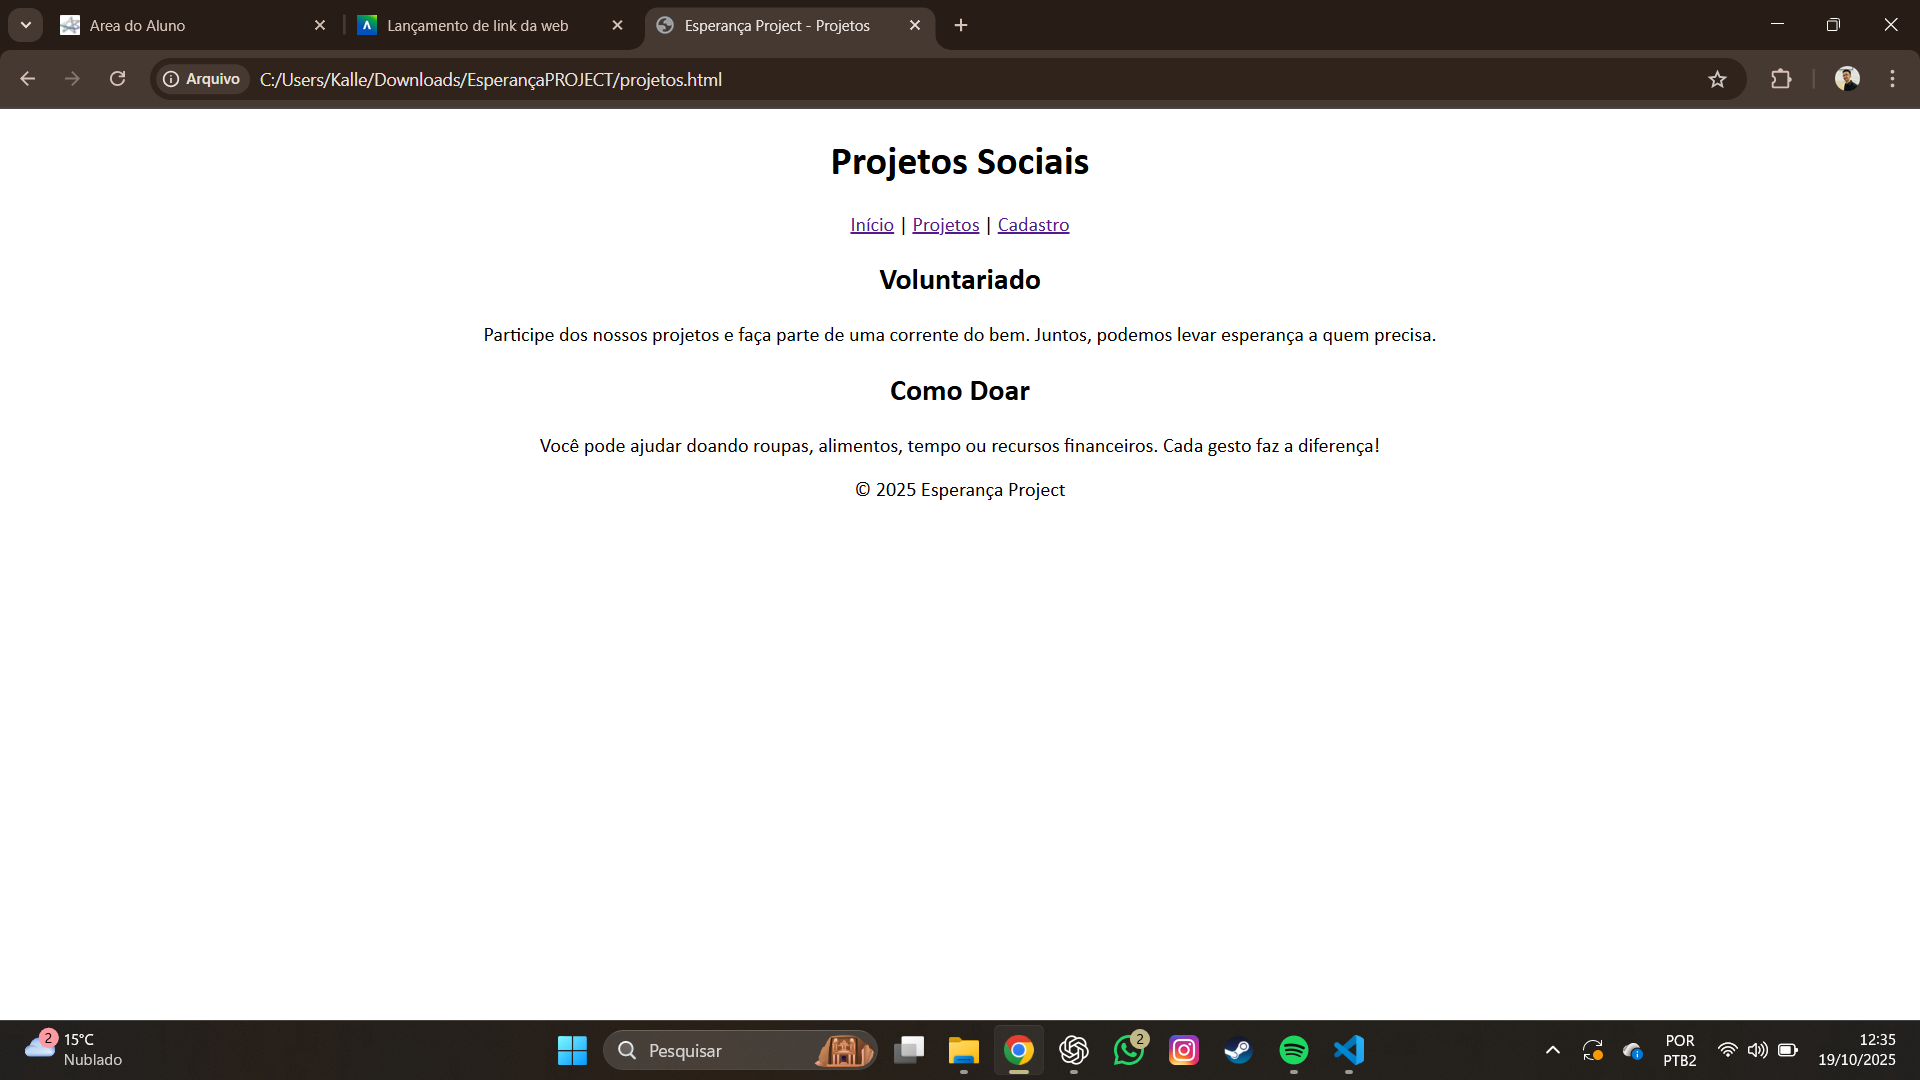 Area do Aluno
Lançamento de link da web
Esperança Project - Projetos
Arquivo
C:/Users/Kalle/Downloads/EsperançaPROJECT/projetos.html
Projetos Sociais
Início | Projetos | Cadastro
Voluntariado
Participe dos nossos projetos e faça parte de uma corrente do bem. Juntos, podemos levar esperança a quem precisa.
Como Doar
Você pode ajudar doando roupas, alimentos, tempo ou recursos financeiros. Cada gesto faz a diferença!
© 2025 Esperança Project
2
15°C
Nublado
Pesquisar
2
POR
PTB2
12:35
19/10/2025